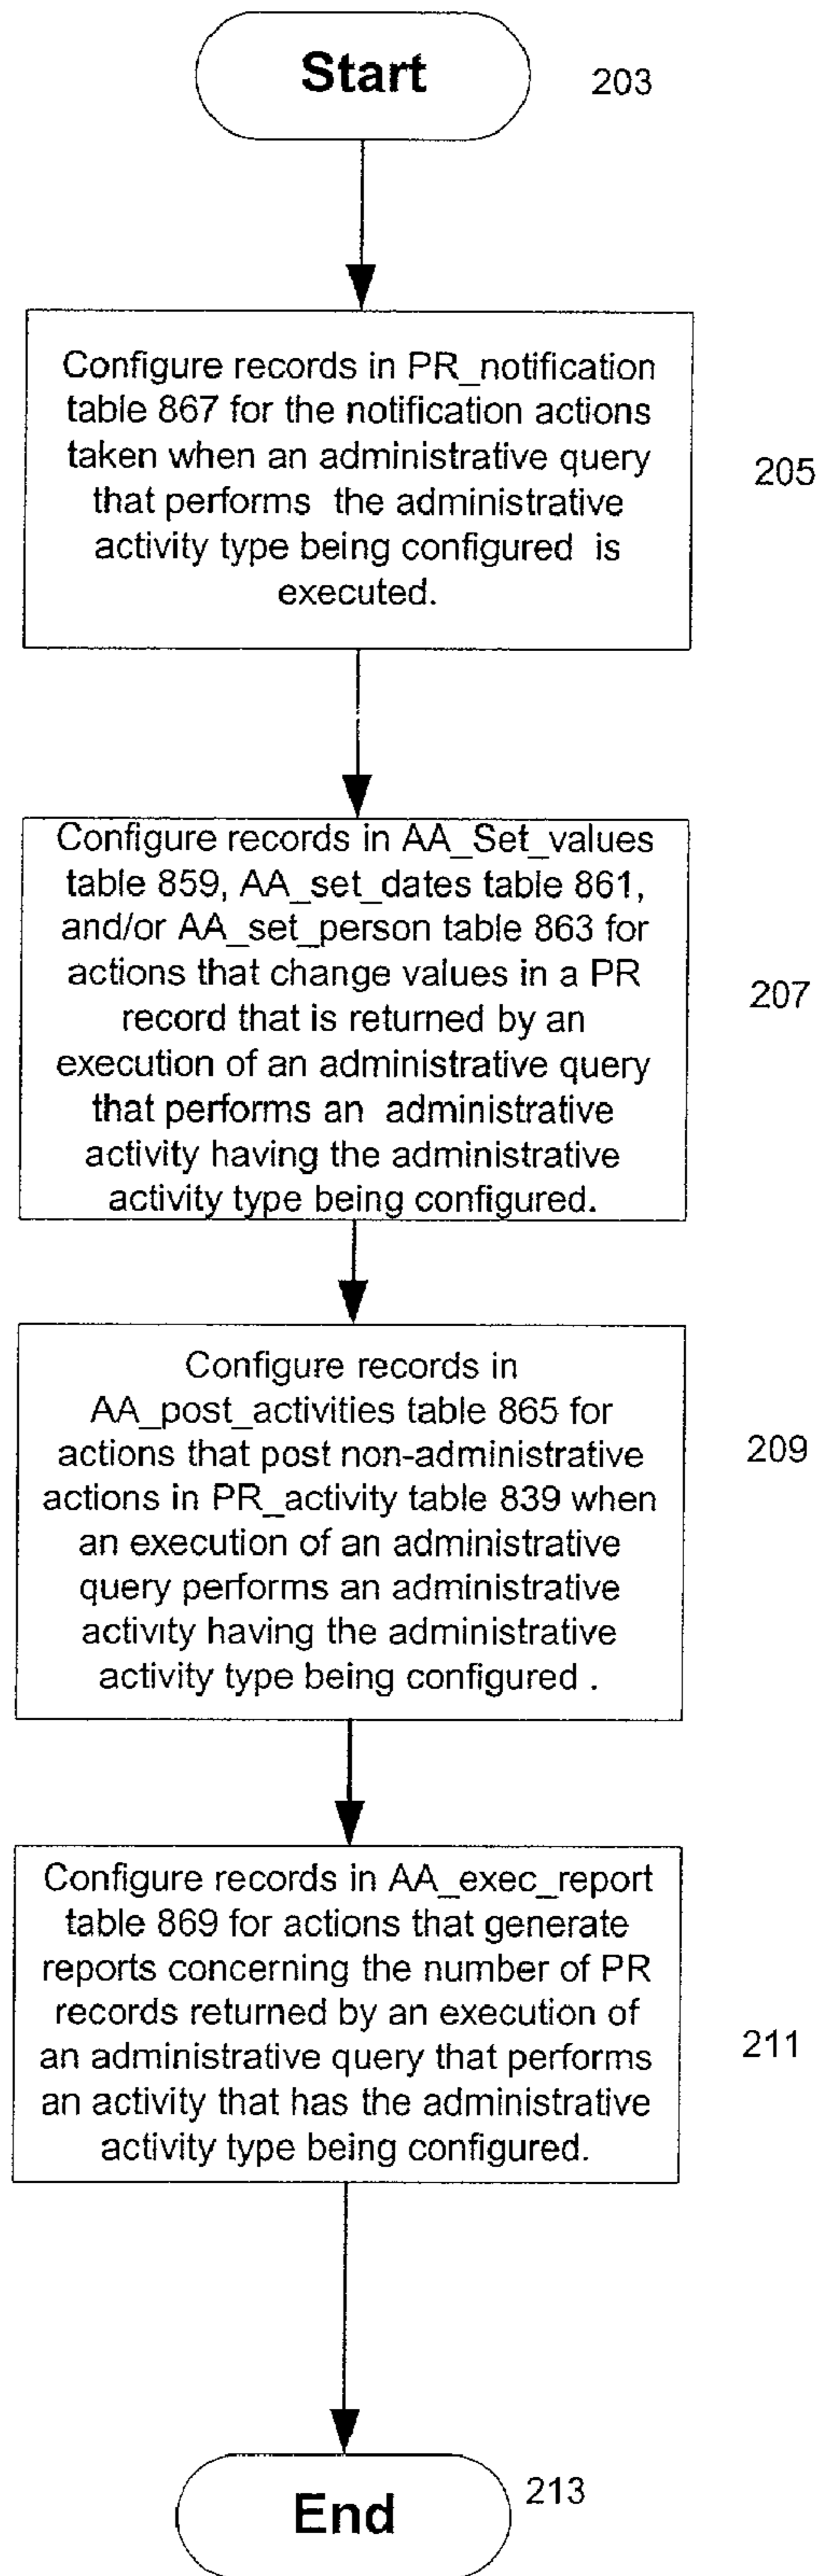 Start
203
Configure records in PR_notification
table 867 for the notification actions
taken when an administrative query
that performs the administrative
activity type being configured is
executed.
205
Configure records in AA_Set_values
table 859, AA_set_dates table 861,
and/or AA_set_person table 863 for
actions that change values in a PR
record that is returned by an
execution of an administrative query
that performs an administrative
activity having the administrative
activity type being configured.
207
Configure records in
AA_post_activities table 865 for
actions that post non-administrative
actions in PR_activity table 839 when
an execution of an administrative
query performs an administrative
activity having the administrative
activity type being configured .
209
Configure records in AA_exec_report
table 869 for actions that generate
reports concerning the number of PR
records returned by an execution of
an administrative query that performs
an activity that has the administrative
activity type being configured.
211
End
213